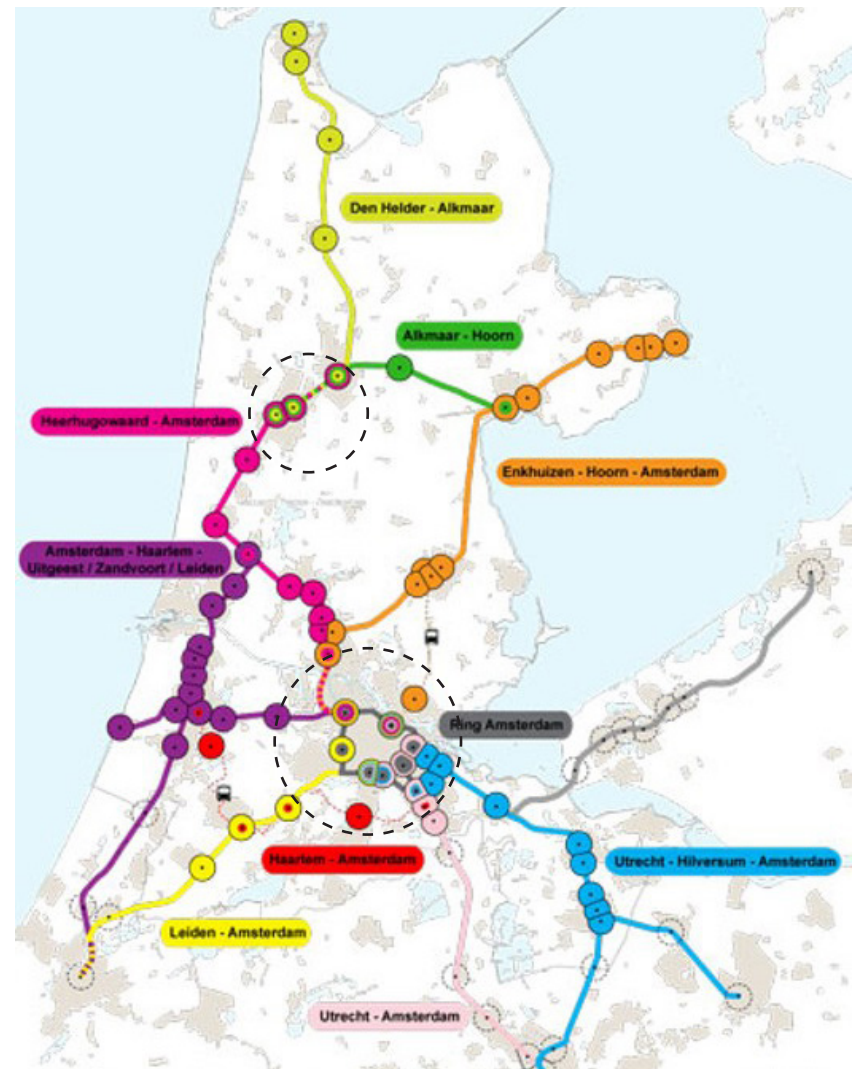 Den Helder - Alkmaar
Alkmaar - Hoorn
Heerhugowaard - Amsterdam
Enkhuizen - Hoorn - Amsterdam
Amsterdam - Haarlem -
Uitgeest / Zandvoort / Leiden
Ring Amsterdam
Haarlem - Amsterdam
Utrecht - Hilversum - Amsterdam
Leiden - Amsterdam
Utrecht - Amsterdam